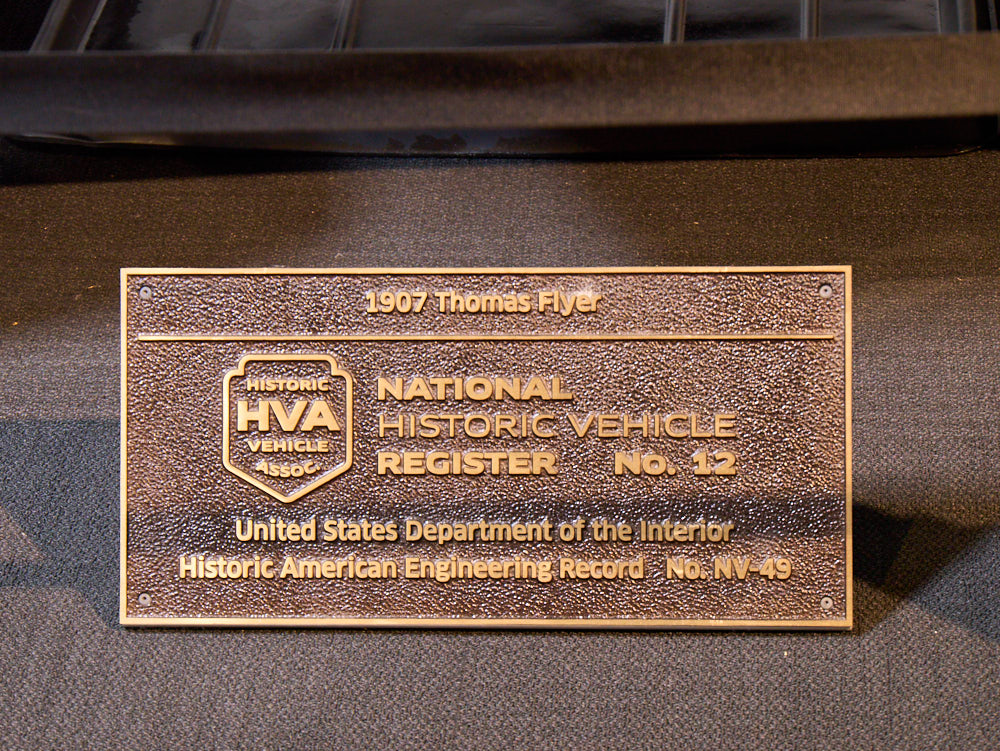 1907 Thomas Flyer
HISTORIC
HVA
VEHICLE
ASSOC.
NATIONAL
HISTORIC VEHICLE
REGISTER No. 12
United States Department of the Interior
Historic American Engineering Record No. NV-49